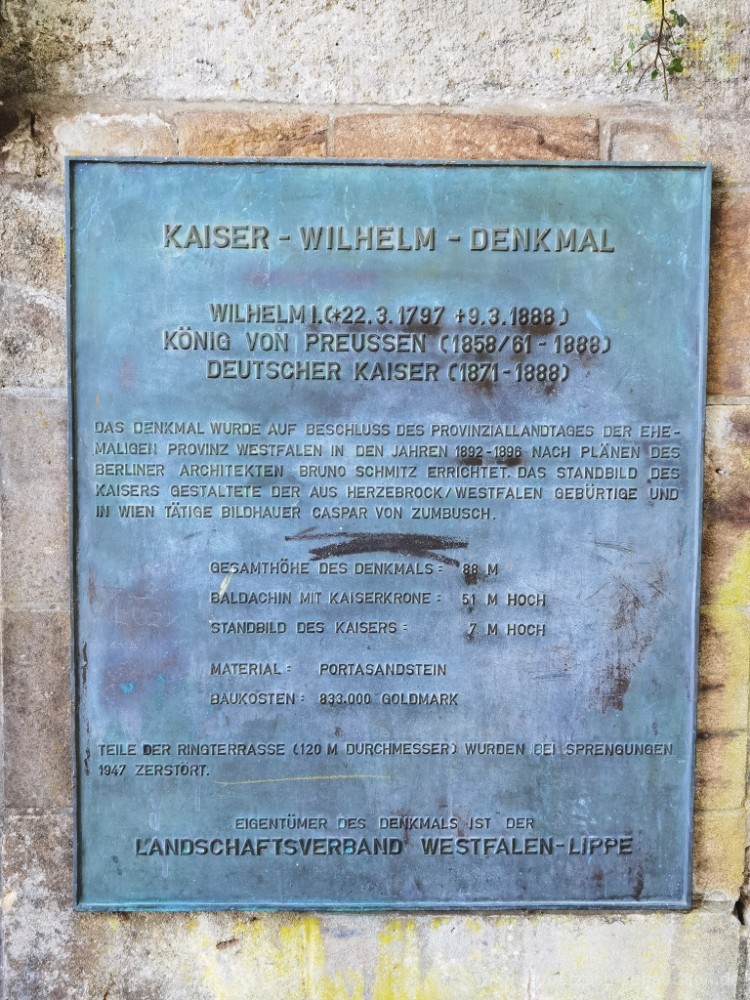 KAISER - WILHELM - DENKMAL
WILHELM I.(*22.3.1797 +9.3.1888)
KÖNIG VON PREUSSEN (1858/61 - 1888)
DEUTSCHER KAISER (1871-1888)
DAS DENKMAL WURDE AUF BESCHLUSS DES PROVINZIALLANDTAGES DER EHE-
MALIGEN PROVINZ WESTFALEN IN DEN JAHREN 1892-1896 NACH PLÄNEN DES
BERLINER ARCHITEKTEN BRUNO SCHMITZ ERRICHTET. DAS STANDBILD DES
KAISERS GESTALTETE DER AUS HERZEBROCK/WESTFALEN GEBÜRTIGE UND
IN WIEN TÄTIGE BILDHAUER CASPAR VON ZUMBUSCH.
GESAMTHÖHE DES DENKMALS: 88 M
BALDACHIN MIT KAISERKRONE: 51 M HOCH
STANDBILD DES KAISERS: 7 M HOCH
MATERIAL: PORTASANDSTEIN
BAUKOSTEN: 833.000 GOLDMARK
TEILE DER RINGTERRASSE (120 M DURCHMESSER) WURDEN BEI SPRENGUNGEN
1947 ZERSTÖRT.
EIGENTÜMER DES DENKMALS IST DER
LANDSCHAFTSVERBAND WESTFALEN-LIPPE